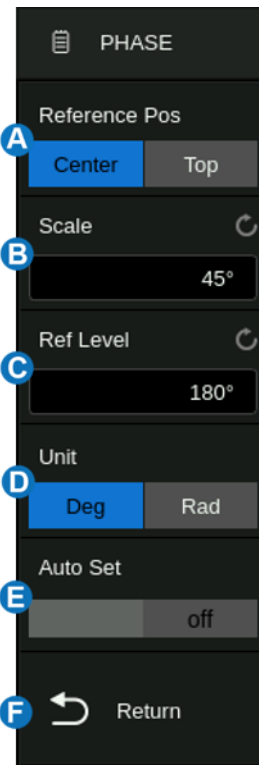 PHASE
Reference Pos
A
Center Top
Scale
B
45°
Ref Level
C
180°
Unit
D
Deg Rad
Auto Set
E
off
F Return